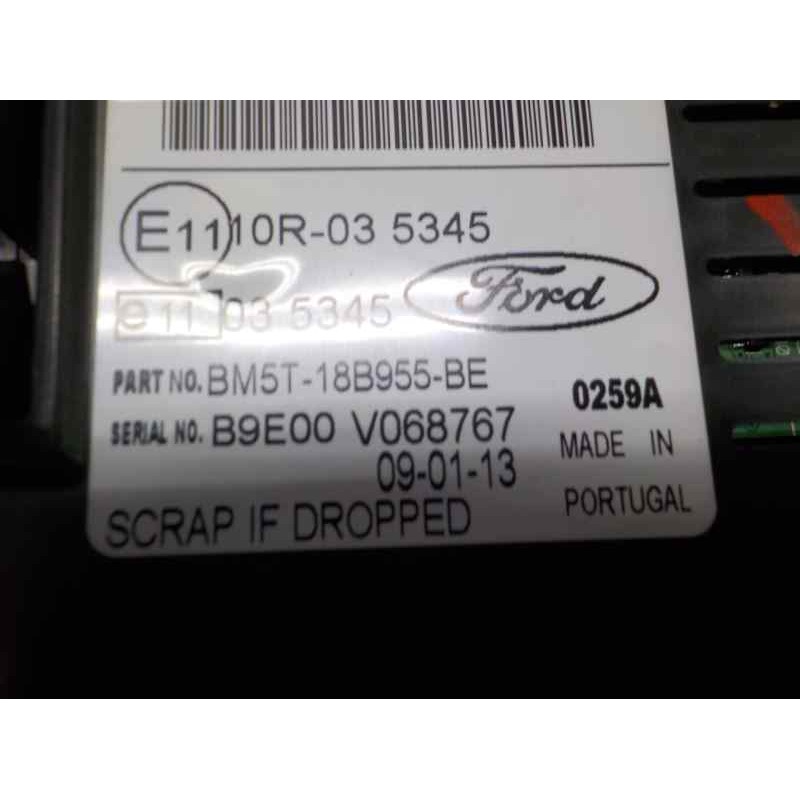 E11 10R-03 5345
e11 03 5345
Ford
PART NO. BM5T-18B955-BE
0259A
SERIAL NO. B9E00 V068767
MADE IN
09-01-13
PORTUGAL
SCRAP IF DROPPED